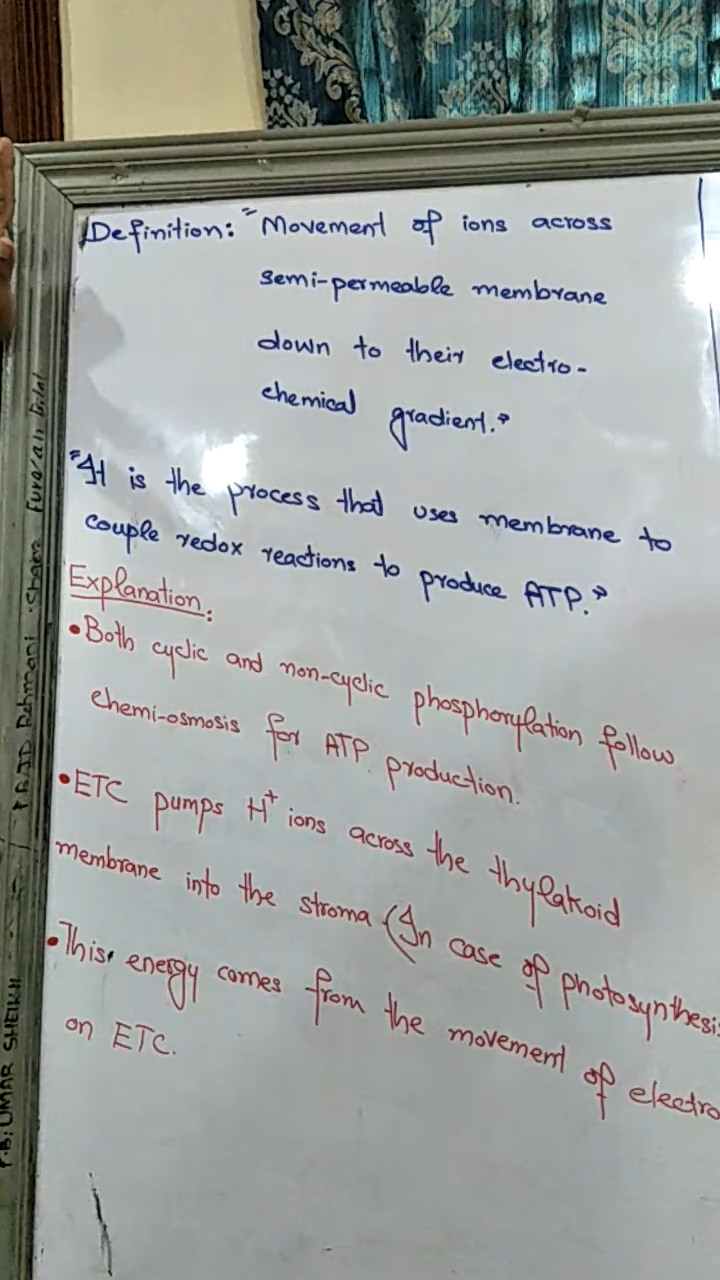 Definition: "Movement of ions across
semi-permeable membrane
down to their electro-
chemical gradient."
"It is the process that uses membrane to
couple redox reactions to produce ATP."
Explanation:
•Both cyclic and non-cyclic phosphorylation follow
chemi-osmosis for ATP production.
•ETC pumps H+ ions across the thylakoid
membrane into the stroma (In case of photosynthesis
•This energy comes from the movement of electro
on ETC.
P.B: UMAR SHEIKH